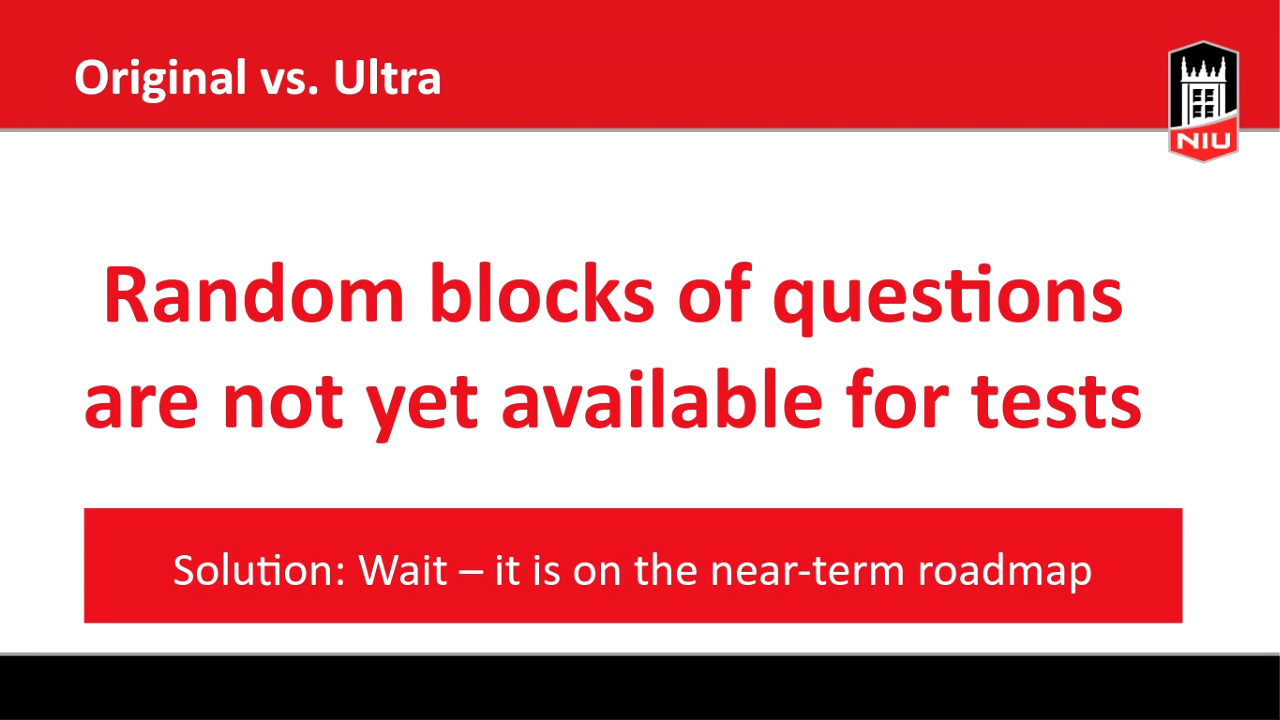 Original vs. Ultra
NIU
Random blocks of questions
are not yet available for tests
Solution: Wait – it is on the near-term roadmap